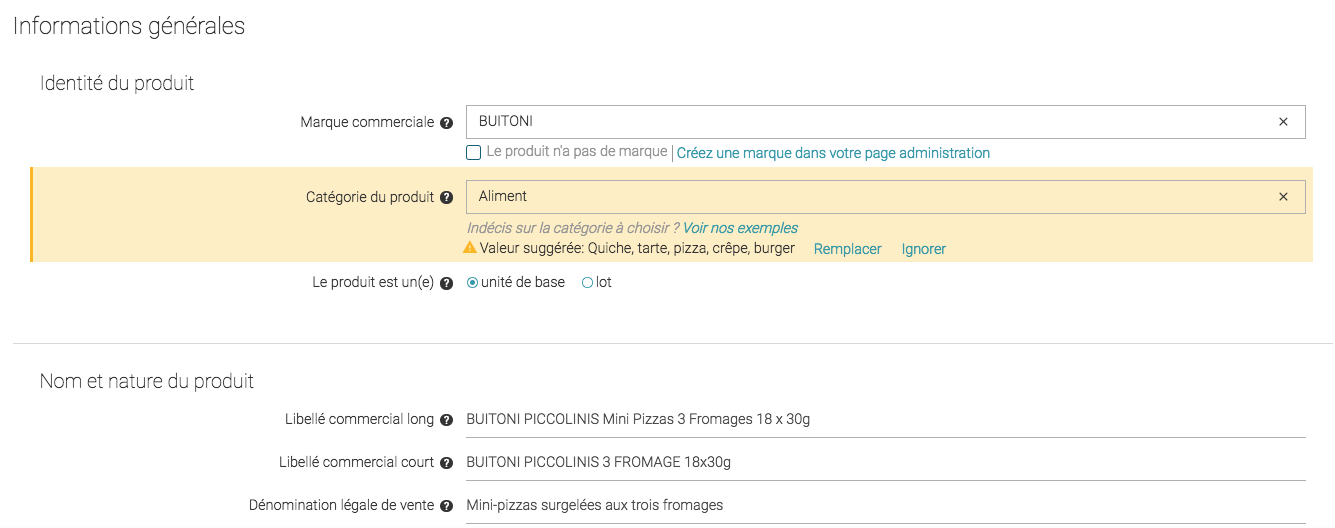 Informations générales
Identité du produit
Marque commerciale ? BUITONI ×
Le produit n'a pas de marque | Créez une marque dans votre page administration
Catégorie du produit ? Aliment ×
Indécis sur la catégorie à choisir ? Voir nos exemples
Valeur suggérée: Quiche, tarte, pizza, crêpe, burger Remplacer Ignorer
Le produit est un(e) ? unité de base lot
Nom et nature du produit
Libellé commercial long ? BUITONI PICCOLINIS Mini Pizzas 3 Fromages 18 x 30g
Libellé commercial court ? BUITONI PICCOLINIS 3 FROMAGE 18x30g
Dénomination légale de vente ? Mini-pizzas surgelées aux trois fromages